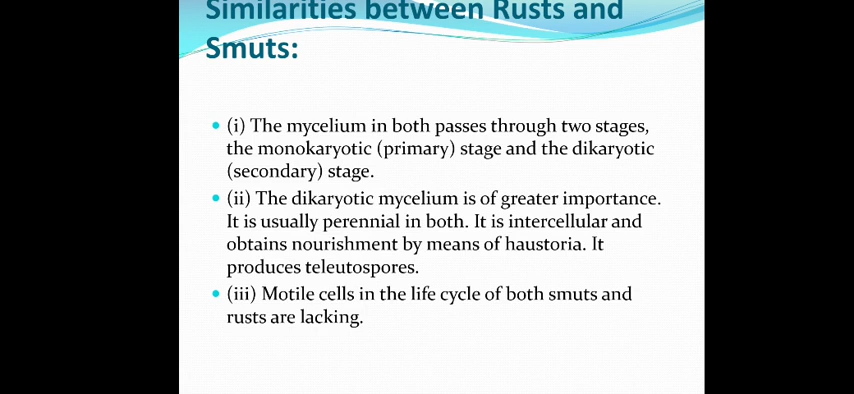 Similarities between Rusts and
Smuts:
• (i) The mycelium in both passes through two stages,
the monokaryotic (primary) stage and the dikaryotic
(secondary) stage.
• (ii) The dikaryotic mycelium is of greater importance.
It is usually perennial in both. It is intercellular and
obtains nourishment by means of haustoria. It
produces teleutospores.
• (iii) Motile cells in the life cycle of both smuts and
rusts are lacking.